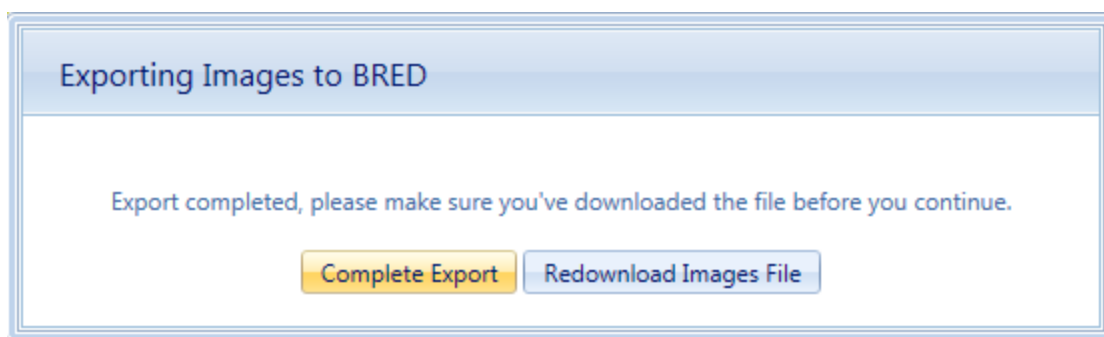 Exporting Images to BRED
Export completed, please make sure you've downloaded the file before you continue.
Complete Export
Redownload Images File